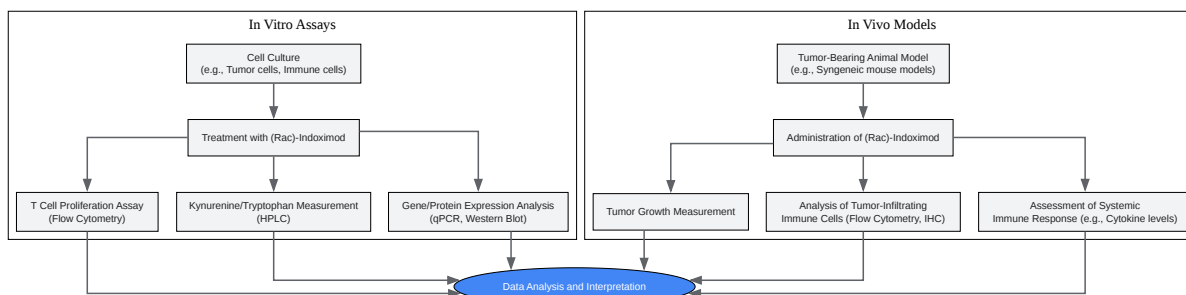 In Vitro Assays
Cell Culture
(e.g., Tumor cells, Immune cells)
Treatment with (Rac)-Indoximod
T Cell Proliferation Assay
(Flow Cytometry)
Kynurenine/Tryptophan Measurement
(HPLC)
Gene/Protein Expression Analysis
(qPCR, Western Blot)
In Vivo Models
Tumor-Bearing Animal Model
(e.g., Syngeneic mouse models)
Administration of (Rac)-Indoximod
Tumor Growth Measurement
Analysis of Tumor-Infiltrating
Immune Cells (Flow Cytometry, IHC)
Assessment of Systemic
Immune Response (e.g., Cytokine levels)
Data Analysis and Interpretation